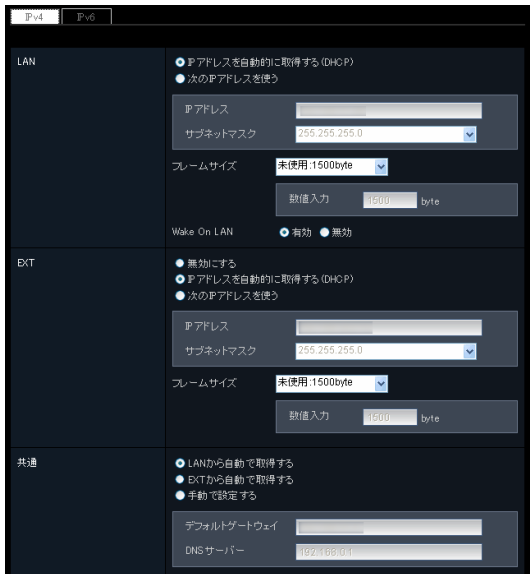 IPv4 IPv6
LAN
IPアドレスを自動的に取得する(DHCP)
次のIPアドレスを使う
IPアドレス
サブネットマスク 255.255.255.0
フレームサイズ 未使用:1500byte
数値入力 1500 byte
Wake On LAN 有効 無効
EXT
無効にする
IPアドレスを自動的に取得する(DHCP)
次のIPアドレスを使う
IPアドレス
サブネットマスク 255.255.255.0
フレームサイズ 未使用:1500byte
数値入力 1500 byte
共通
LANから自動で取得する
EXTから自動で取得する
手動で設定する
デフォルトゲートウェイ
DNSサーバー 192.168.0.1